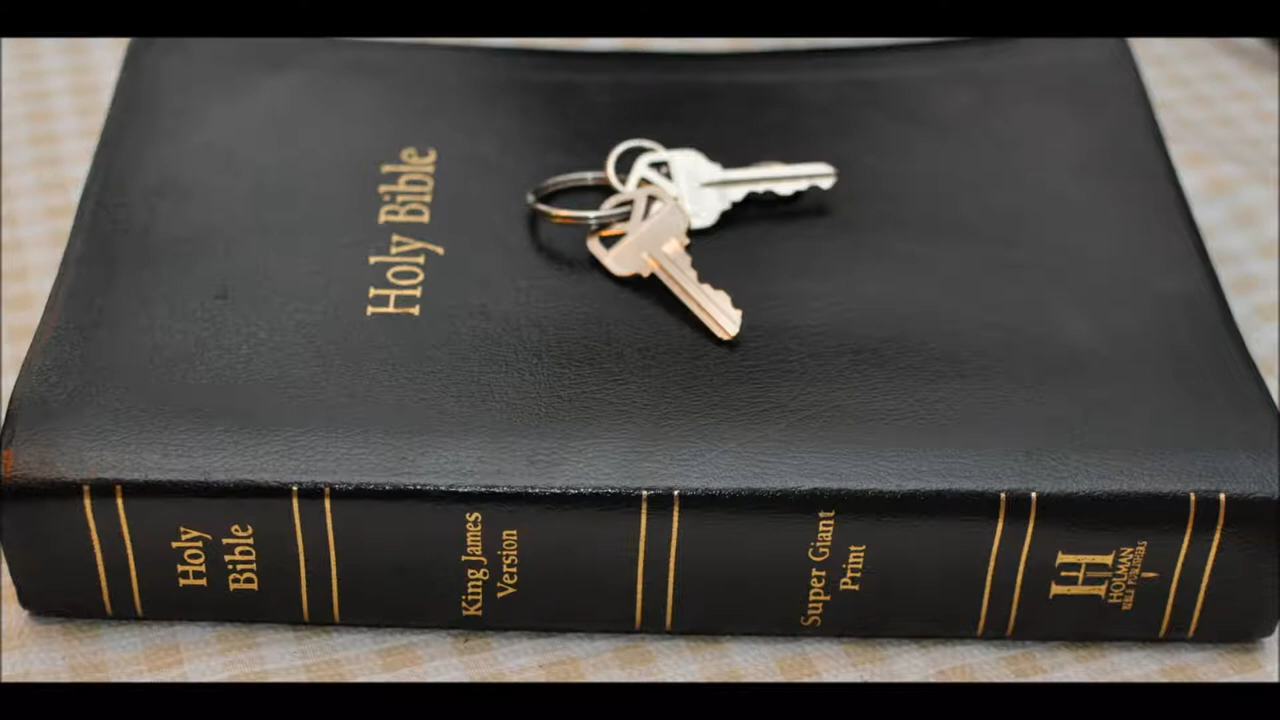 Holy Bible
Holy
Bible
King James
Version
Super Giant
Print
H
HOLMAN
BIBLE PUBLISHERS